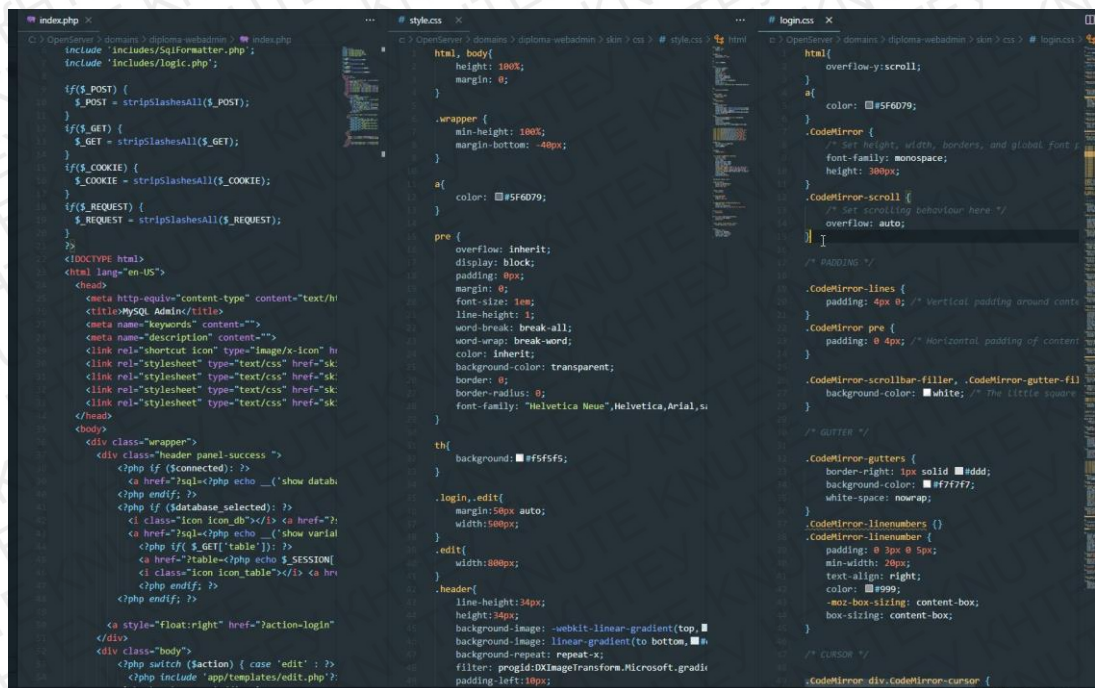 index.php
C: > OpenServer > domains > diploma-webadmin > index.php
include 'includes/SqiFormatter.php';
include 'includes/logic.php';
if($_POST) {
$_POST = stripSlashesAll($_POST);
}
if($_GET) {
$_GET = stripSlashesAll($_GET);
}
if($_COOKIE) {
$_COOKIE = stripSlashesAll($_COOKIE);
}
if($_REQUEST) {
$_REQUEST = stripSlashesAll($_REQUEST);
}
?>
<!DOCTYPE html>
<html lang="en-US">
<head>
<meta http-equiv="content-type" content="text/ht
<title>MySQL Admin</title>
<meta name="keywords" content="">
<meta name="description" content="">
<link rel="shortcut icon" type="image/x-icon" h
<link rel="stylesheet" type="text/css" href="sk:
<link rel="stylesheet" type="text/css" href="sk:
<link rel="stylesheet" type="text/css" href="sk:
<link rel="stylesheet" type="text/css" href="sk:
</head>
<body>
<div class="wrapper">
<div class="header panel-success ">
<?php if ($connected): ?>
<a href="?sql=<?php echo __('show databa
<?php endif; ?>
<?php if ($database_selected): ?>
<i class="icon icon_db"></i> <a href="?
<a href="?sql=<?php echo __('show variab
<?php if( $_GET['table']): ?>
<a href="?table=<?php echo $_SESSION[
<i class="icon icon_table"></i> <a hre
<?php endif; ?>
<?php endif; ?>
<a style="float:right" href="?action=login"
</div>
<div class="body">
<?php switch ($action) { case 'edit' : ?>
<?php include 'app/templates/edit.php'?
style.css
c: > OpenServer > domains > diploma-webadmin > skin > css > # style.css > html
html, body{
height: 100%;
margin: 0;
}
.wrapper {
min-height: 100%;
margin-bottom: -40px;
}
a{
color: #5F6D79;
}
pre {
overflow: inherit;
display: block;
padding: 0px;
margin: 0;
font-size: 1em;
line-height: 1;
word-break: break-all;
word-wrap: break-word;
color: inherit;
background-color: transparent;
border: 0;
border-radius: 0;
font-family: "Helvetica Neue",Helvetica,Arial,sa
}
th{
background: #f5f5f5;
}
.login,.edit{
margin:50px auto;
width:500px;
}
.edit{
width:800px;
}
.header{
line-height:34px;
height:34px;
background-image: -webkit-linear-gradient(top,
background-image: linear-gradient(to bottom,
background-repeat: repeat-x;
filter: progid:DXImageTransform.Microsoft.gradie
padding-left:10px;
login.css
c: > OpenServer > domains > diploma-webadmin > skin > css > # login.css >
html{
overflow-y:scroll;
}
a{
color: #5F6D79;
}
.CodeMirror {
/* Set height, width, borders, and global font p
font-family: monospace;
height: 300px;
}
.CodeMirror-scroll {
/* Set scrolling behaviour here */
overflow: auto;
}
/* PADDING */
.CodeMirror-lines {
padding: 4px 0; /* Vertical padding around conte
}
.CodeMirror pre {
padding: 0 4px; /* Horizontal padding of content
}
.CodeMirror-scrollbar-filler, .CodeMirror-gutter-fil
background-color: white; /* The little square
}
/* GUTTER */
.CodeMirror-gutters {
border-right: 1px solid #ddd;
background-color: #f7f7f7;
white-space: nowrap;
}
.CodeMirror-linenumbers {}
.CodeMirror-linenumber {
padding: 0 3px 0 5px;
min-width: 20px;
text-align: right;
color: #999;
-moz-box-sizing: content-box;
box-sizing: content-box;
}
/* CURSOR */
.CodeMirror div.CodeMirror-cursor {